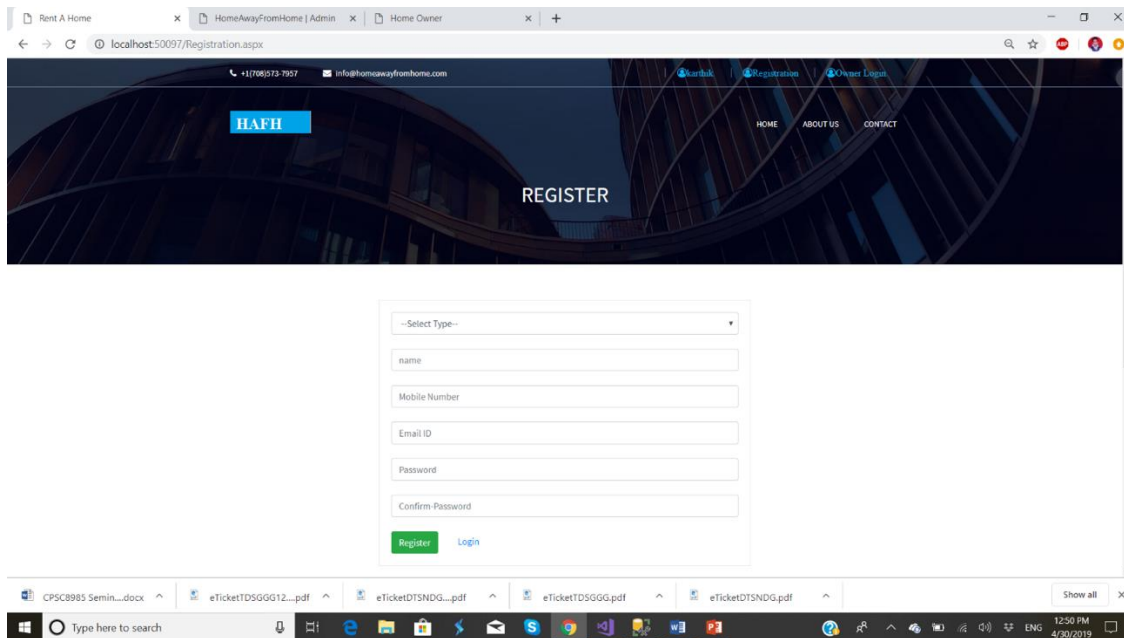 Rent A Home
HomeAwayFromHome | Admin
Home Owner
localhost:50097/Registration.aspx
ABP
+1(708)573-7957
info@homeawayfromhome.com
karthik
Registration
Owner Login
HAFH
HOME
ABOUT US
CONTACT
REGISTER
--Select Type--
name
Mobile Number
Email ID
Password
Confirm-Password
Register
Login
CPSC8985 Semin....docx
eTicketTDSGGG12....pdf
eTicketDTSNDG....pdf
eTicketTDSGGG.pdf
eTicketDTSNDG.pdf
Show all
Type here to search
ENG
12:50 PM
4/30/2019